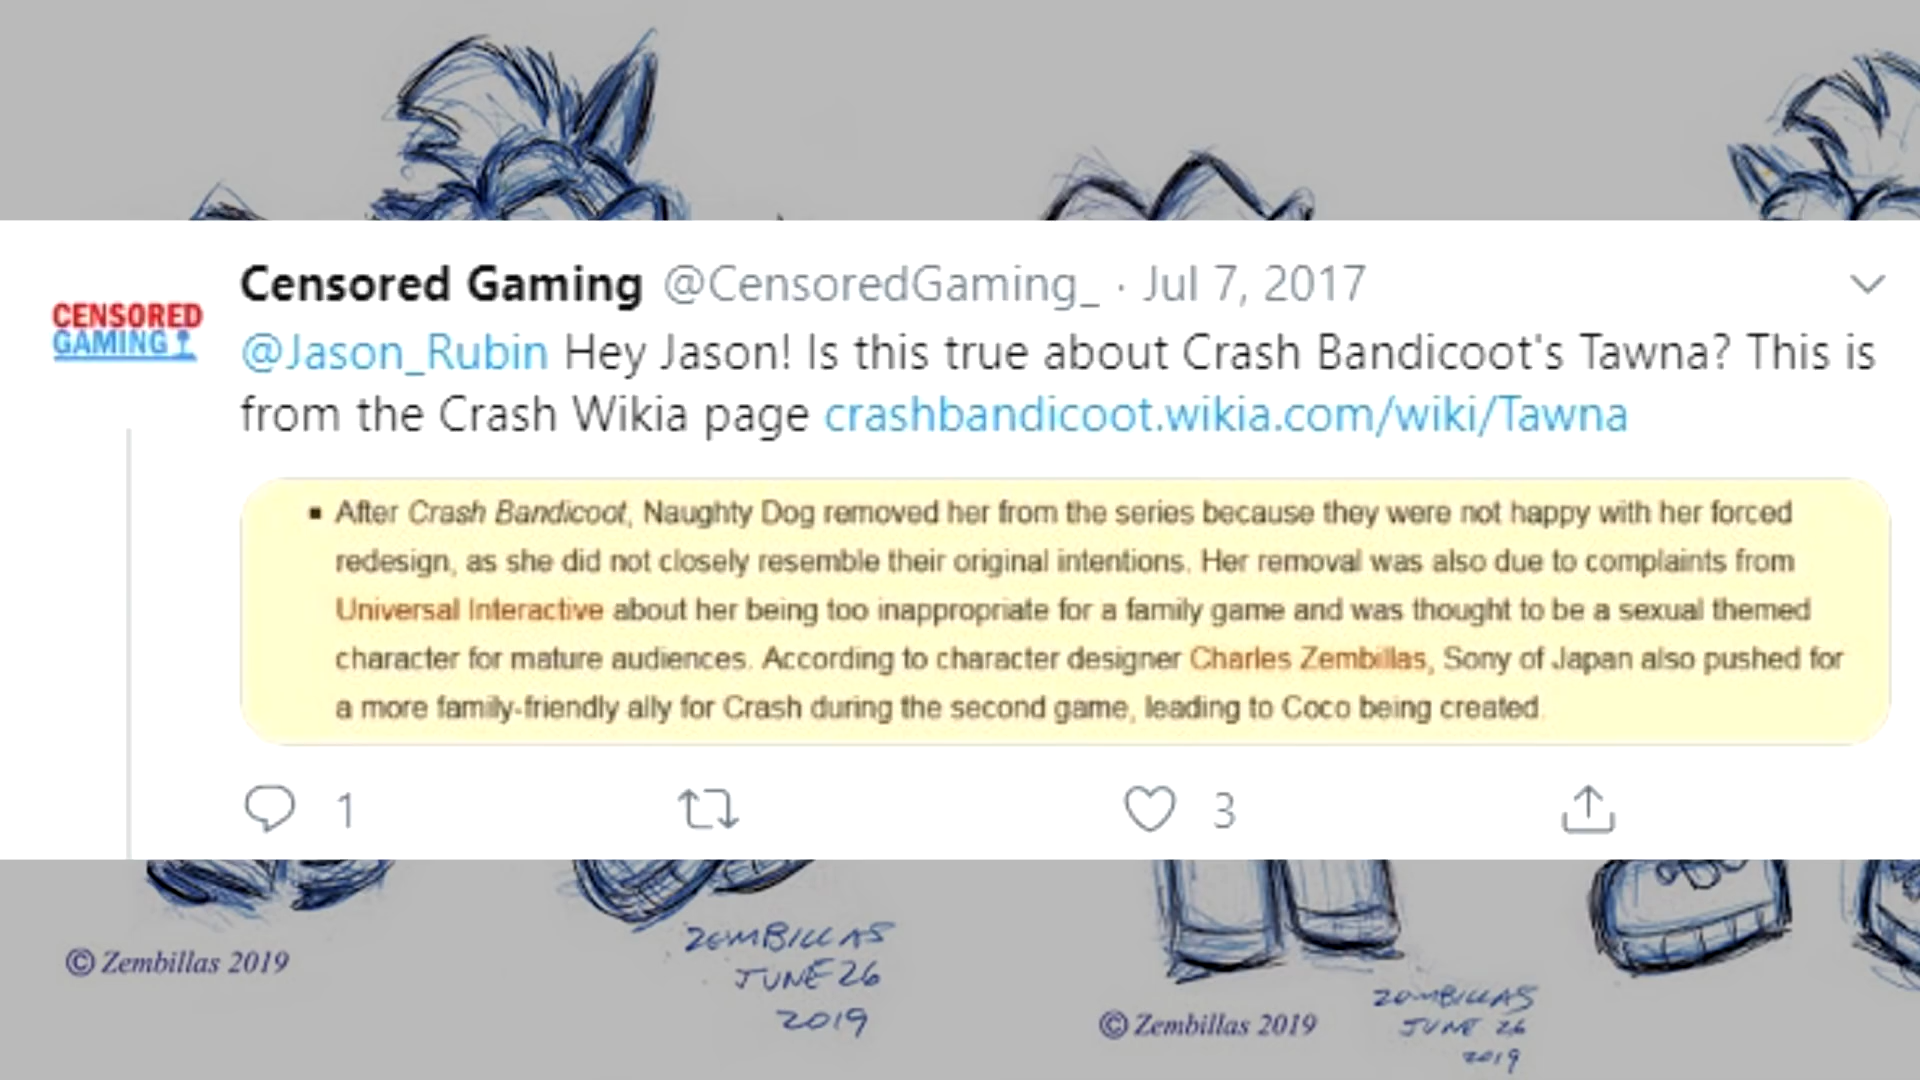 Censored Gaming @CensoredGaming_ · Jul 7, 2017
CENSORED
GAMING
@Jason_Rubin Hey Jason! Is this true about Crash Bandicoot's Tawna? This is
from the Crash Wikia page crashbandicoot.wikia.com/wiki/Tawna
▪ After Crash Bandicoot, Naughty Dog removed her from the series because they were not happy with her forced
redesign, as she did not closely resemble their original intentions. Her removal was also due to complaints from
Universal Interactive about her being too inappropriate for a family game and was thought to be a sexual themed
character for mature audiences. According to character designer Charles Zembillas, Sony of Japan also pushed for
a more family-friendly ally for Crash during the second game, leading to Coco being created.
1
3
© Zembillas 2019
ZEMBILLAS
JUNE 26
2019
© Zembillas 2019
ZEMBILLAS
JUNE 26
2019